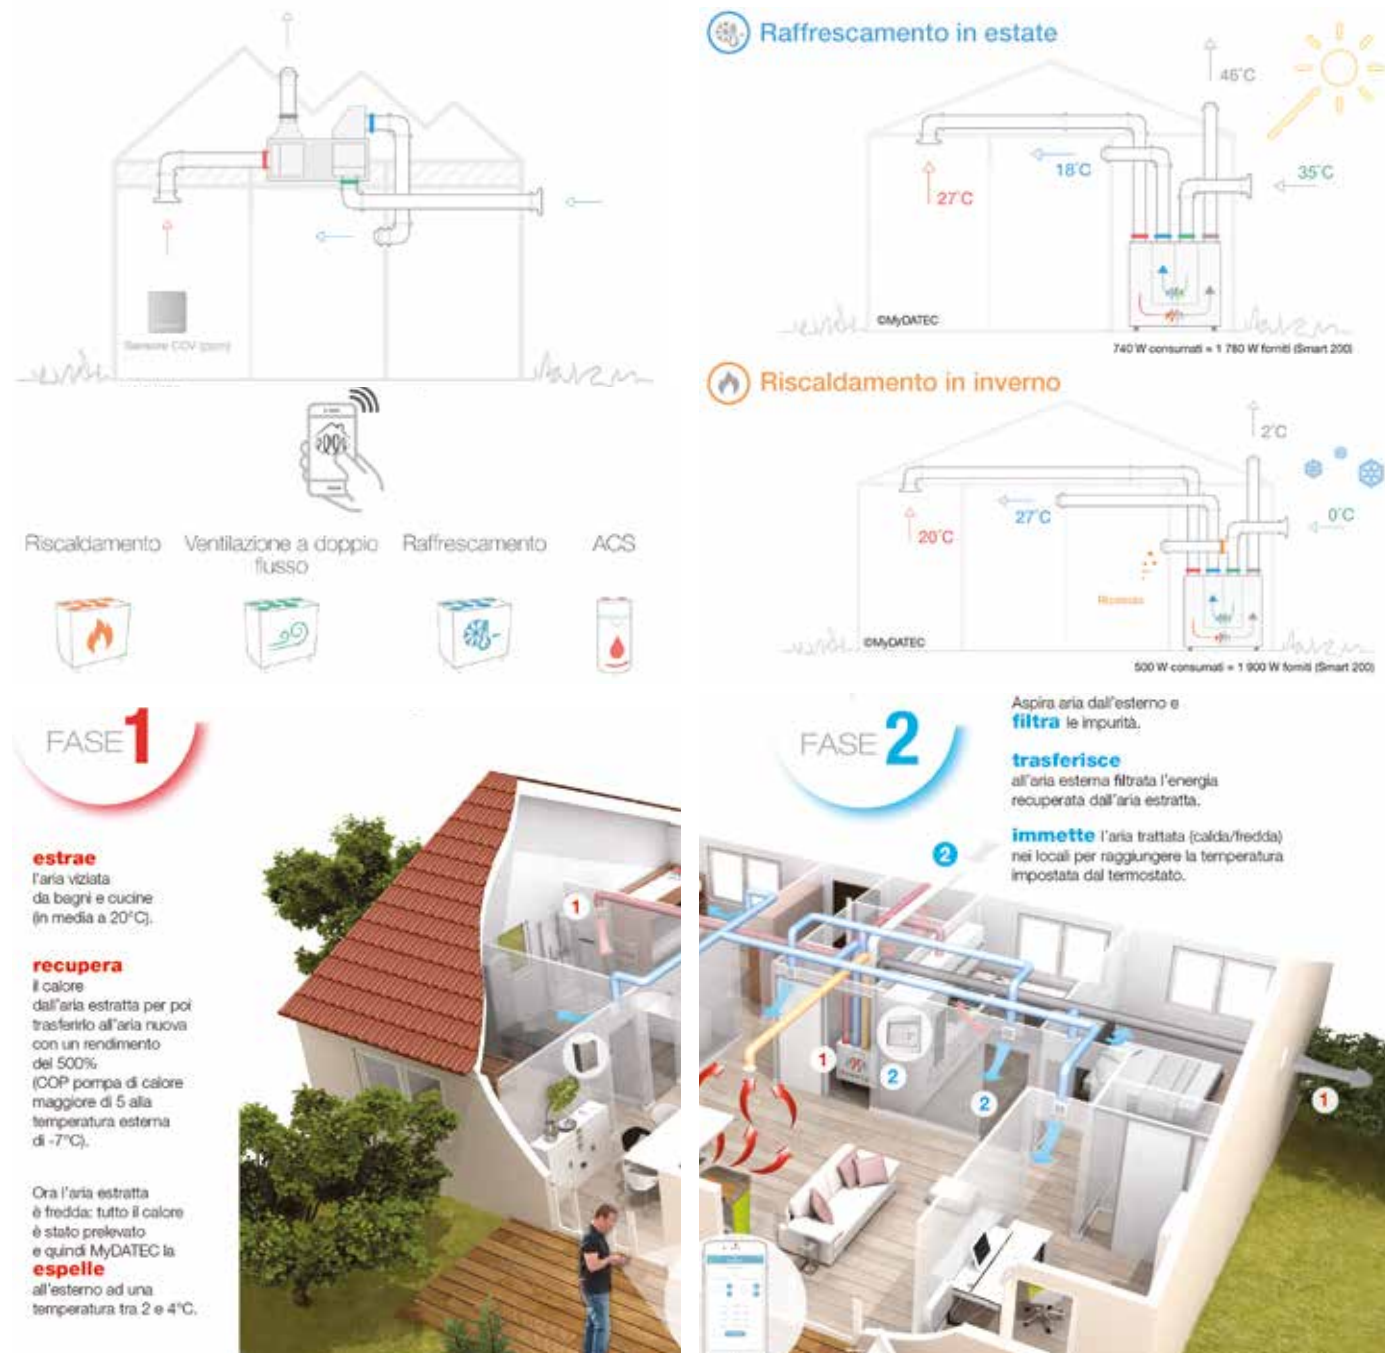 Sensore COV (ppm)
Riscaldamento
Ventilazione a doppio
flusso
Raffrescamento
ACS
Raffrescamento in estate
46°C
35°C
18°C
27°C
©MyDATEC
740 W consumati = 1 780 W forniti (Smart 200)
Riscaldamento in inverno
2°C
0°C
27°C
20°C
Ricircolo
©MyDATEC
500 W consumati = 1 900 W forniti (Smart 200)
FASE 1
estrae
l'aria viziata
da bagni e cucine
(in media a 20°C).
recupera
il calore
dall'aria estratta per poi
trasferirlo all'aria nuova
con un rendimento
del 500%
(COP pompa di calore
maggiore di 5 alla
temperatura esterna
di -7°C).
Ora l'aria estratta
è fredda: tutto il calore
è stato prelevato
e quindi MyDATEC la
espelle
all'esterno ad una
temperatura tra 2 e 4°C.
1
FASE 2
Aspira aria dall'esterno e
filtra le impurità.
trasferisce
all'aria esterna filtrata l'energia
recuperata dall'aria estratta.
immette l'aria trattata (calda/fredda)
nei locali per raggiungere la temperatura
impostata dal termostato.
2
1
2
2
1